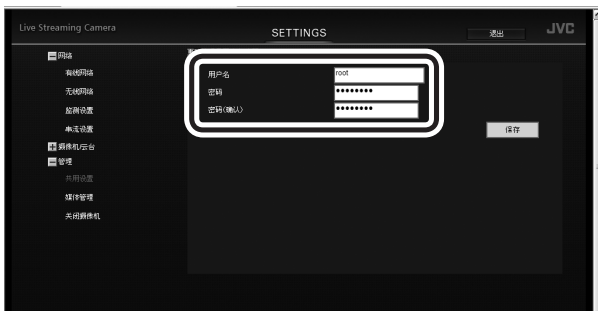 Live Streaming Camera
SETTINGS
退出
JVC
网络
有线网络
无线网络
监测设置
串流设置
摄像机/云台
管理
共用设置
媒体管理
关闭摄像机
用户名 root
密码 ••••••••
密码(确认) ••••••••
保存